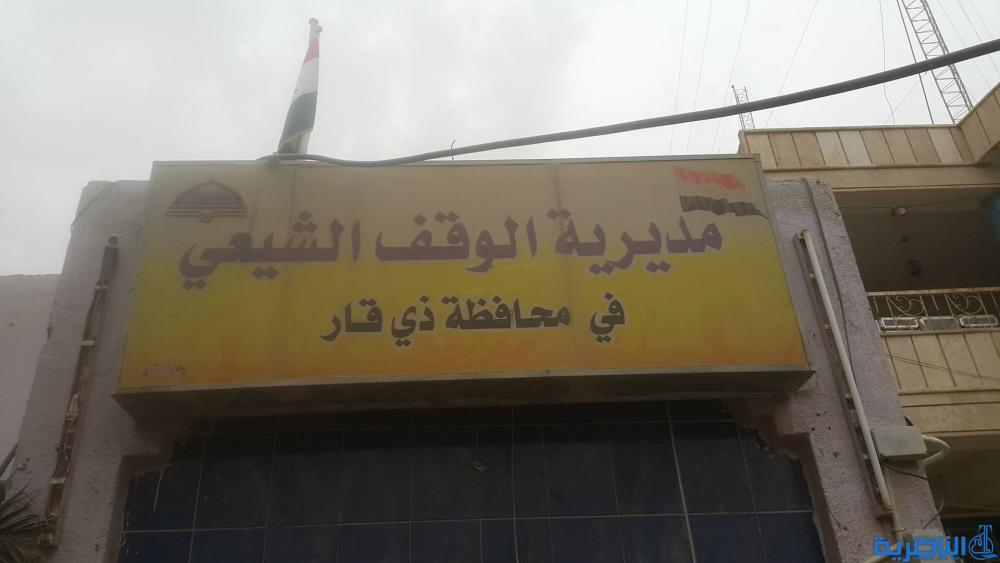 مديرية الوقف الشيعي
في محافظة ذي قار
الناصرية